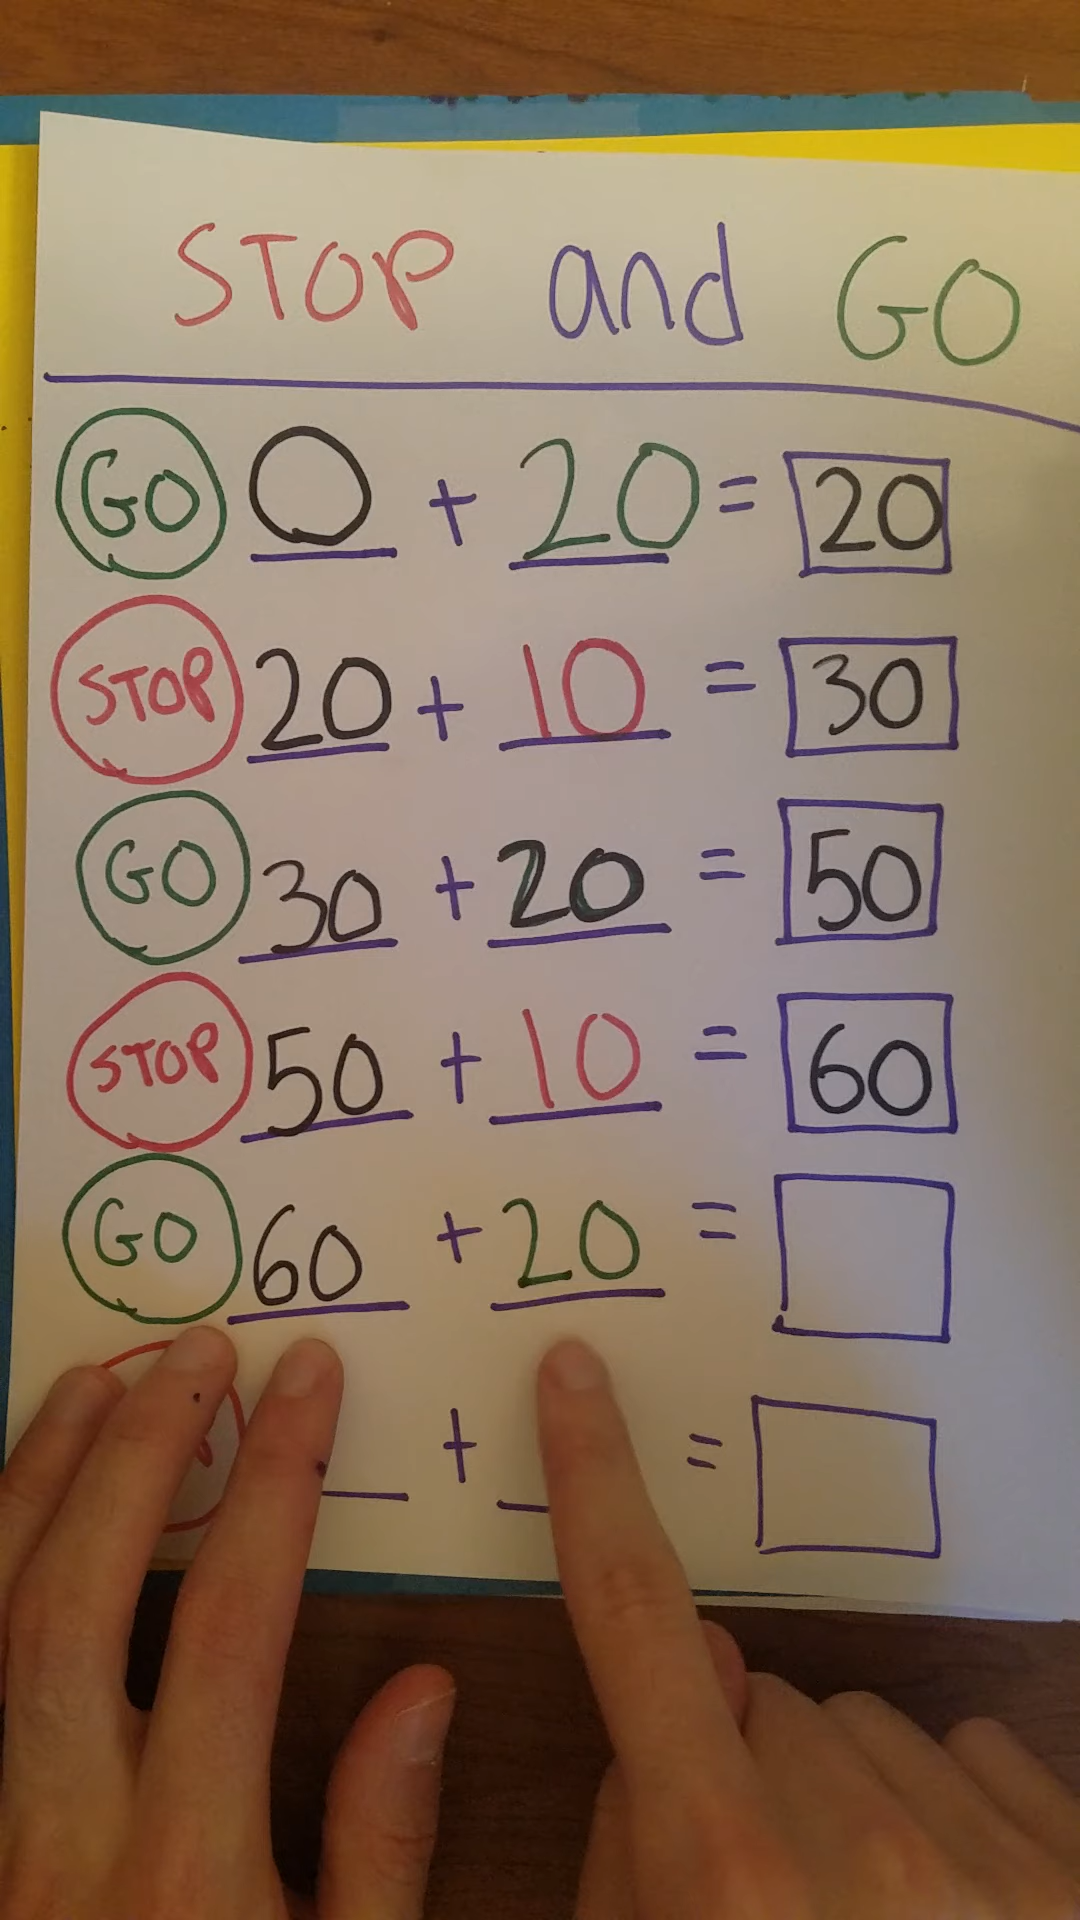 STOP and GO
GO 0 + 20 = 20
STOP 20 + 10 = 30
GO 30 + 20 = 50
STOP 50 + 10 = 60
GO 60 + 20 =
+ =